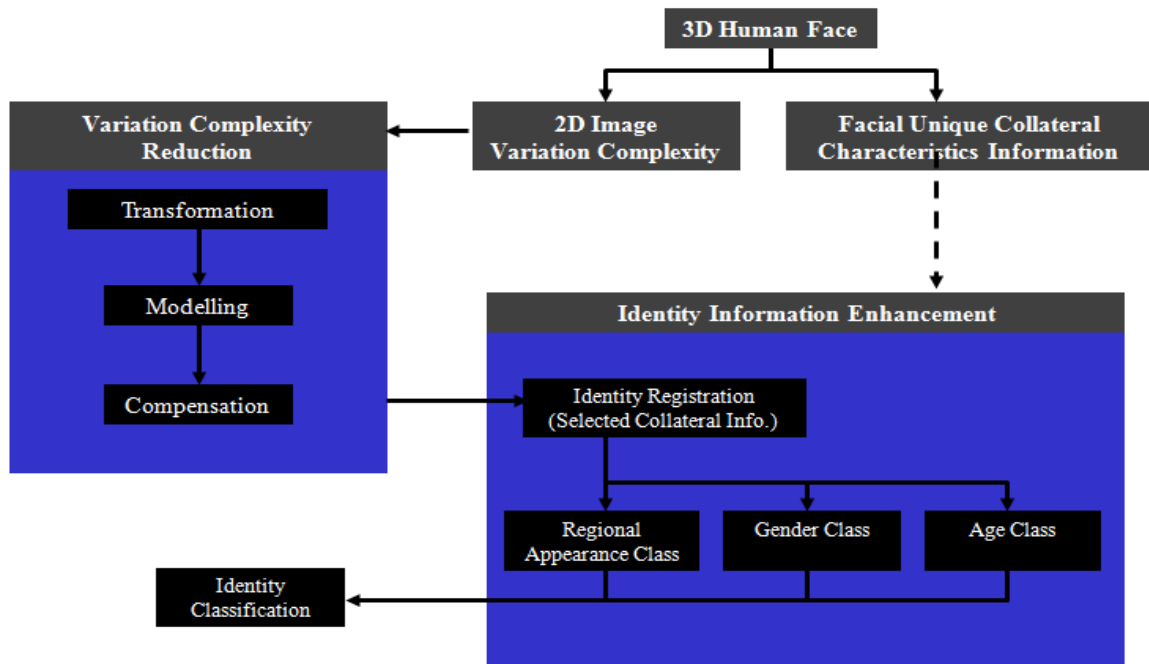 3D Human Face
Variation Complexity
Reduction
2D Image
Variation Complexity
Facial Unique Collateral
Characteristics Information
Transformation
Modelling
Compensation
Identity Information Enhancement
Identity Registration
(Selected Collateral Info.)
Regional
Appearance Class
Gender Class
Age Class
Identity
Classification